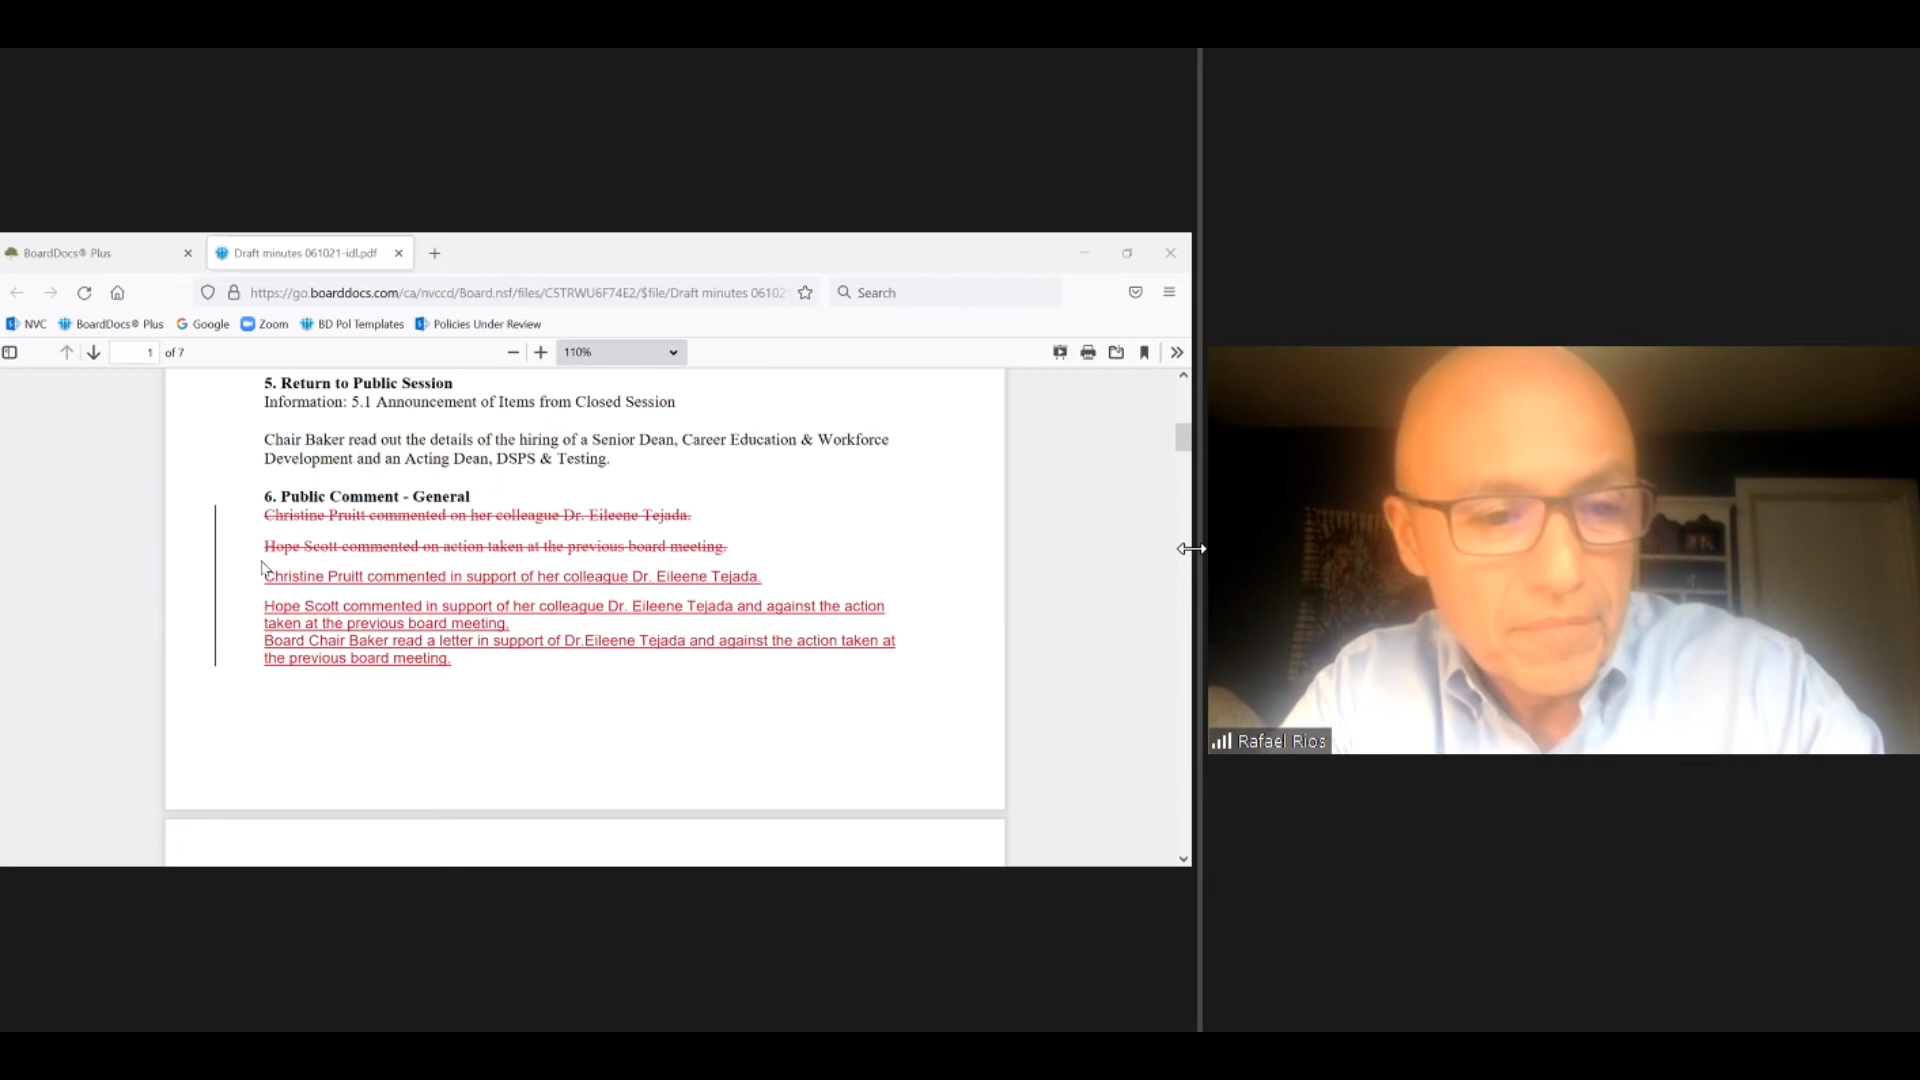 BoardDocs® Plus
Draft minutes 061021-idl.pdf
https://go.boarddocs.com/ca/nvccd/Board.nsf/files/C5TRWU6F74E2/$file/Draft minutes 06102
Search
NVC
BoardDocs® Plus
Google
Zoom
BD Pol Templates
Policies Under Review
1 of 7
110%
5. Return to Public Session
Information: 5.1 Announcement of Items from Closed Session
Chair Baker read out the details of the hiring of a Senior Dean, Career Education & Workforce
Development and an Acting Dean, DSPS & Testing.
6. Public Comment - General
Christine Pruitt commented on her colleague Dr. Eileene Tejada.
Hope Scott commented on action taken at the previous board meeting.
Christine Pruitt commented in support of her colleague Dr. Eileene Tejada.
Hope Scott commented in support of her colleague Dr. Eileene Tejada and against the action
taken at the previous board meeting.
Board Chair Baker read a letter in support of Dr.Eileene Tejada and against the action taken at
the previous board meeting.
Rafael Rios